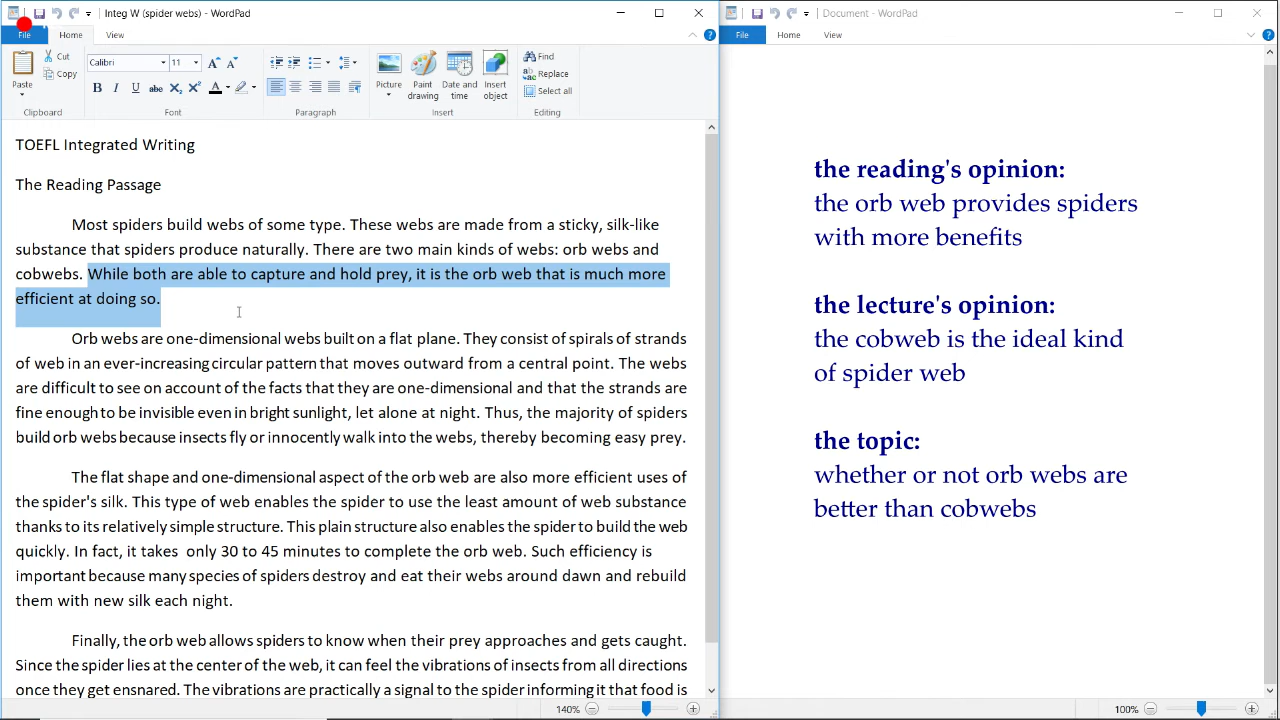 Integ W (spider webs) - WordPad
File
Home
View
Paste
Cut
Copy
Calibri
11
Clipboard
Font
Paragraph
Picture
Paint drawing
Date and time
Insert object
Insert
Find
Replace
Select all
Editing
TOEFL Integrated Writing
The Reading Passage
Most spiders build webs of some type. These webs are made from a sticky, silk-like
substance that spiders produce naturally. There are two main kinds of webs: orb webs and
cobwebs. While both are able to capture and hold prey, it is the orb web that is much more
efficient at doing so.
Orb webs are one-dimensional webs built on a flat plane. They consist of spirals of strands
of web in an ever-increasing circular pattern that moves outward from a central point. The webs
are difficult to see on account of the facts that they are one-dimensional and that the strands are
fine enough to be invisible even in bright sunlight, let alone at night. Thus, the majority of spiders
build orb webs because insects fly or innocently walk into the webs, thereby becoming easy prey.
The flat shape and one-dimensional aspect of the orb web are also more efficient uses of
the spider's silk. This type of web enables the spider to use the least amount of web substance
thanks to its relatively simple structure. This plain structure also enables the spider to build the web
quickly. In fact, it takes only 30 to 45 minutes to complete the orb web. Such efficiency is
important because many species of spiders destroy and eat their webs around dawn and rebuild
them with new silk each night.
Finally, the orb web allows spiders to know when their prey approaches and gets caught.
Since the spider lies at the center of the web, it can feel the vibrations of insects from all directions
once they get ensnared. The vibrations are practically a signal to the spider informing it that food is
140%
Document - WordPad
File
Home
View
the reading's opinion:
the orb web provides spiders
with more benefits
the lecture's opinion:
the cobweb is the ideal kind
of spider web
the topic:
whether or not orb webs are
better than cobwebs
100%